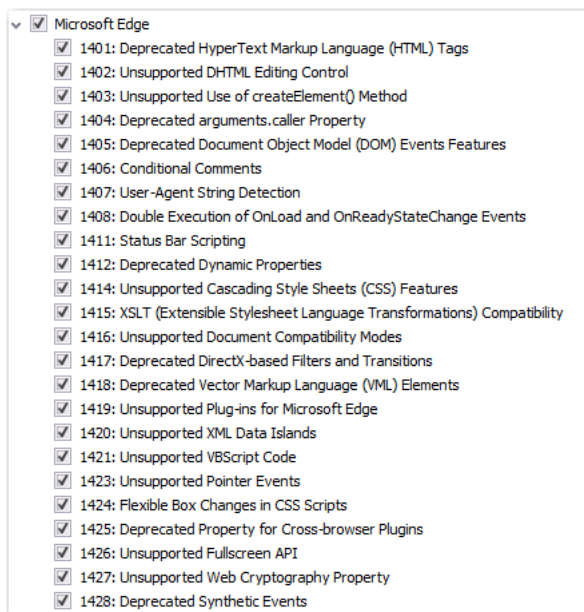 Microsoft Edge
1401: Deprecated HyperText Markup Language (HTML) Tags
1402: Unsupported DHTML Editing Control
1403: Unsupported Use of createElement() Method
1404: Deprecated arguments.caller Property
1405: Deprecated Document Object Model (DOM) Events Features
1406: Conditional Comments
1407: User-Agent String Detection
1408: Double Execution of OnLoad and OnReadyStateChange Events
1411: Status Bar Scripting
1412: Deprecated Dynamic Properties
1414: Unsupported Cascading Style Sheets (CSS) Features
1415: XSLT (Extensible Stylesheet Language Transformations) Compatibility
1416: Unsupported Document Compatibility Modes
1417: Deprecated DirectX-based Filters and Transitions
1418: Deprecated Vector Markup Language (VML) Elements
1419: Unsupported Plug-ins for Microsoft Edge
1420: Unsupported XML Data Islands
1421: Unsupported VBScript Code
1423: Unsupported Pointer Events
1424: Flexible Box Changes in CSS Scripts
1425: Deprecated Property for Cross-browser Plugins
1426: Unsupported Fullscreen API
1427: Unsupported Web Cryptography Property
1428: Deprecated Synthetic Events